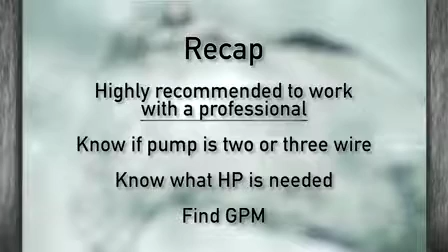 Recap
Highly recommended to work
with a professional
Know if pump is two or three wire
Know what HP is needed
Find GPM